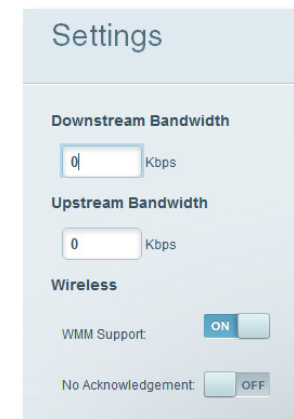 Settings
Downstream Bandwidth
0 Kbps
Upstream Bandwidth
0 Kbps
Wireless
WMM Support: ON
No Acknowledgement: OFF